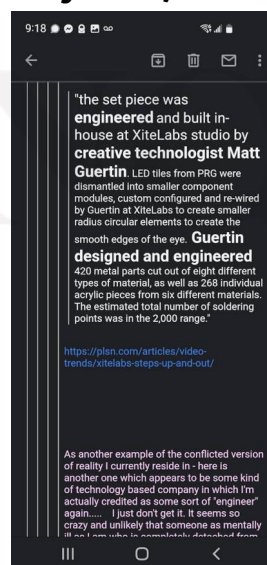 9:18
"the set piece was
engineered and built in-
house at XiteLabs studio by
creative technologist Matt
Guertin. LED tiles from PRG were
dismantled into smaller component
modules, custom configured and re-wired
by Guertin at XiteLabs to create smaller
radius circular elements to create the
smooth edges of the eye. Guertin
designed and engineered
420 metal parts cut out of eight different
types of material, as well as 268 individual
acrylic pieces from six different materials.
The estimated total number of soldering
points was in the 2,000 range."
https://plsn.com/articles/video-
trends/xitelabs-steps-up-and-out/
As another example of the conflicted version
of reality I currently reside in - here is
another one which appears to be some kind
of technology based company in which I'm
actually credited as some sort of "engineer"
again..... I just don't get it. It seems so
crazy and unlikely that someone as mentally
ill as I am who is completely detached from